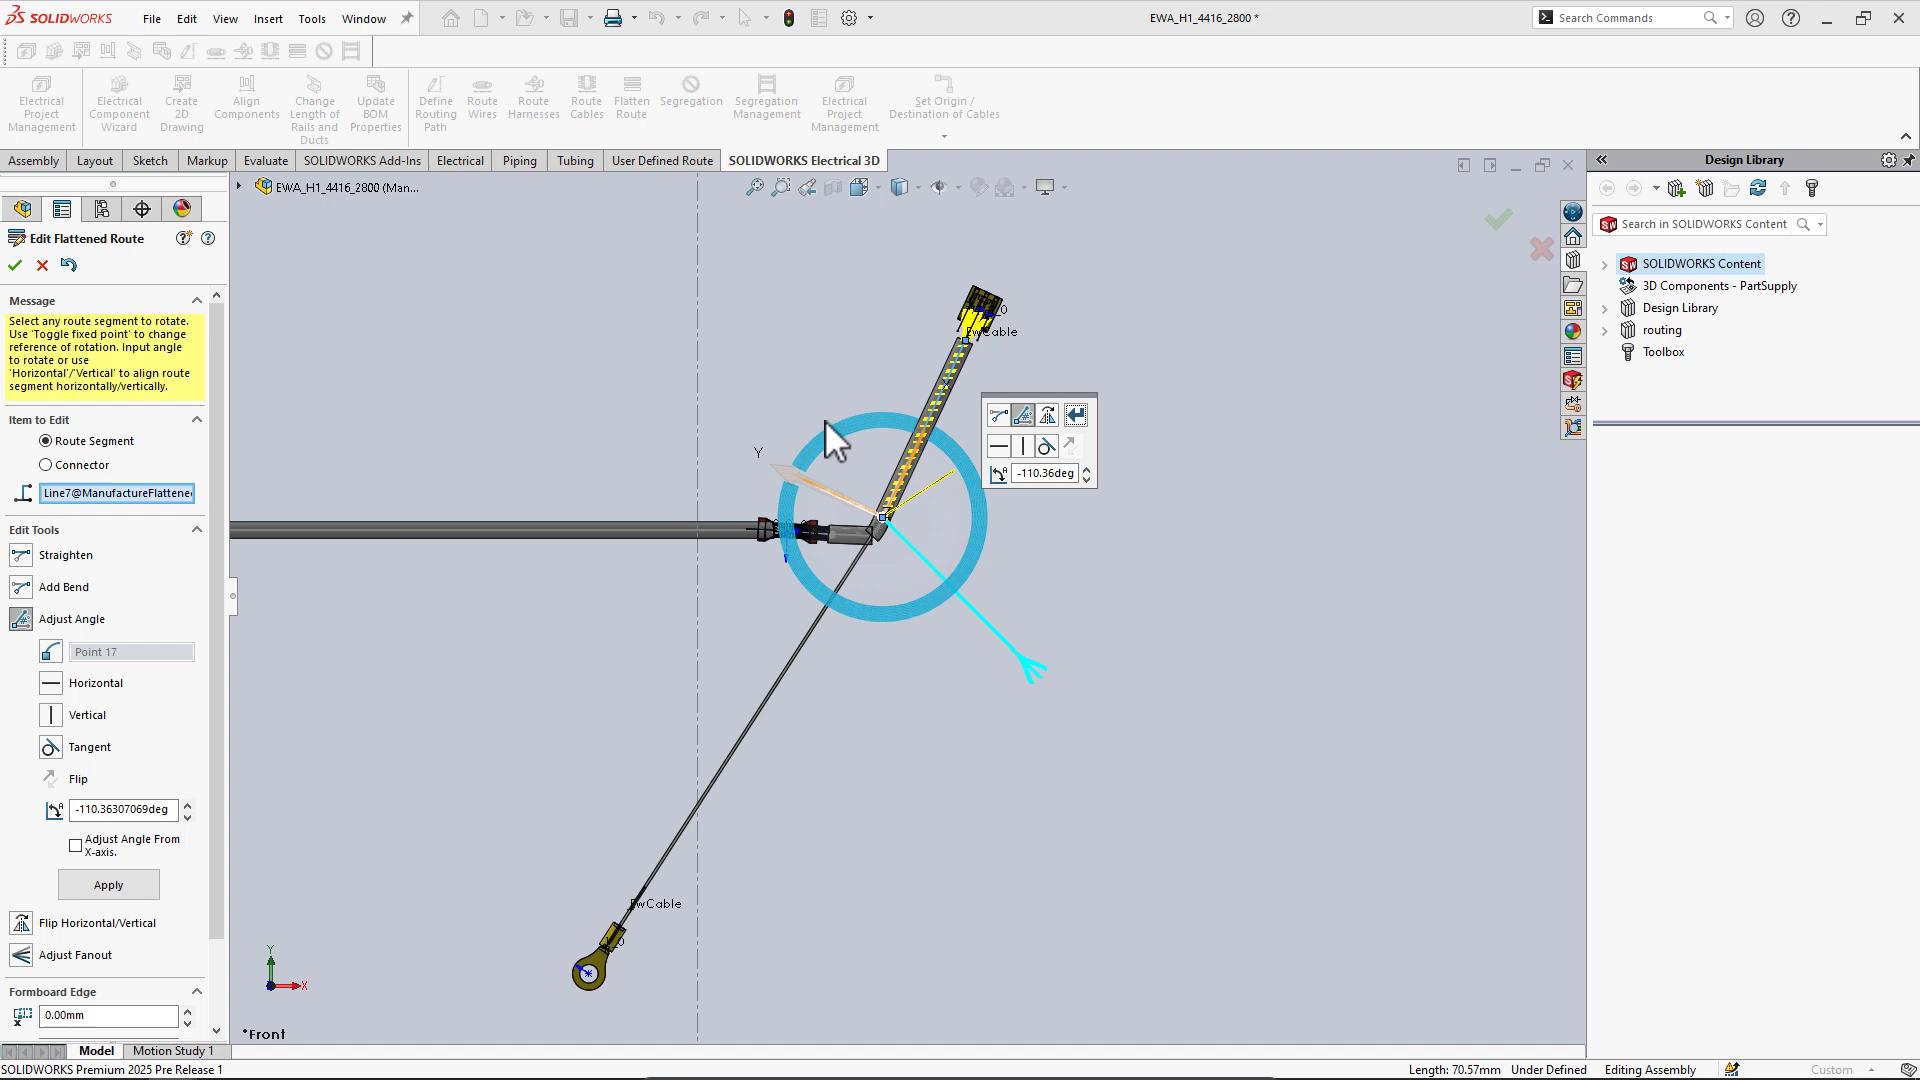 SOLIDWORKS
File
Edit
View
Insert
Tools
Window
EWA_H1_4416_2800 *
Search Commands
Electrical
Project
Management
Electrical
Component
Wizard
Create
2D
Drawing
Align
Components
Change
Length of
Rails and
Ducts
Update
BOM
Properties
Define
Routing
Path
Route
Wires
Route
Harnesses
Route
Cables
Flatten
Route
Segregation
Segregation
Management
Electrical
Project
Management
Set Origin /
Destination of Cables
Assembly
Layout
Sketch
Markup
Evaluate
SOLIDWORKS Add-Ins
Electrical
Piping
Tubing
User Defined Route
SOLIDWORKS Electrical 3D
Design Library
EWA_H1_4416_2800 (Man...
Edit Flattened Route
Message
Select any route segment to rotate.
Use 'Toggle fixed point' to change
reference of rotation. Input angle
to rotate or use
'Horizontal'/'Vertical' to align route
segment horizontally/vertically.
Item to Edit
Route Segment
Connector
Line7@ManufactureFlattene
Edit Tools
Straighten
Add Bend
Adjust Angle
Point 17
Horizontal
Vertical
Tangent
Flip
-110.36307069deg
Adjust Angle From
X-axis.
Apply
Flip Horizontal/Vertical
Adjust Fanout
Formboard Edge
0.00mm
EwCable
Y
-110.36deg
EwCable
Y
X
*Front
Search in SOLIDWORKS Content
SOLIDWORKS Content
3D Components - PartSupply
Design Library
routing
Toolbox
Model
Motion Study 1
SOLIDWORKS Premium 2025 Pre Release 1
Length: 70.57mm
Under Defined
Editing Assembly
Custom